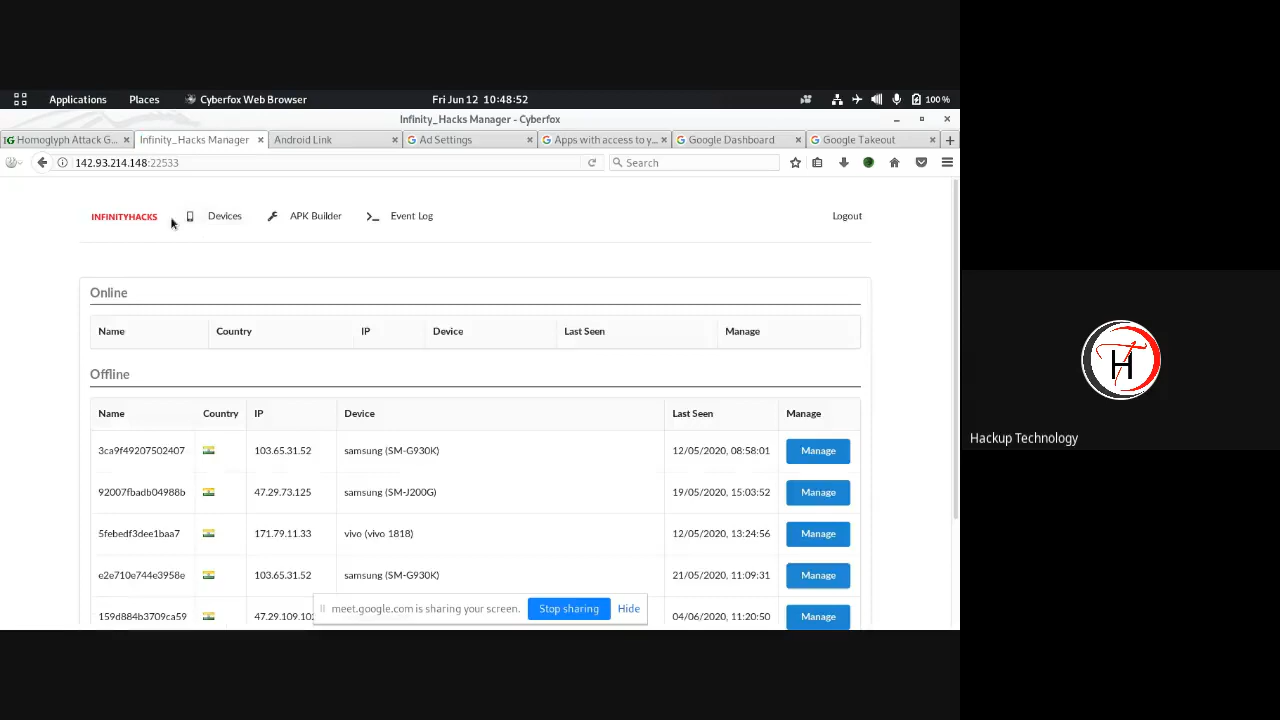 Applications Places Cyberfox Web Browser Fri Jun 12 10:48:52 100 %
Infinity_Hacks Manager - Cyberfox
Homoglyph Attack G... Infinity_Hacks Manager Android Link Ad Settings Apps with access to y... Google Dashboard Google Takeout
142.93.214.148:22533 Search
INFINITYHACKS Devices APK Builder Event Log Logout
Online
Name Country IP Device Last Seen Manage
Offline
Name Country IP Device Last Seen Manage
3ca9f49207502407 103.65.31.52 samsung (SM-G930K) 12/05/2020, 08:58:01 Manage
92007fbadb04988b 47.29.73.125 samsung (SM-J200G) 19/05/2020, 15:03:52 Manage
5febedf3dee1baa7 171.79.11.33 vivo (vivo 1818) 12/05/2020, 13:24:56 Manage
e2e710e744e3958e 103.65.31.52 samsung (SM-G930K) 21/05/2020, 11:09:31 Manage
159d884b3709ca59 04/06/2020, 11:20:50 Manage
meet.google.com is sharing your screen. Stop sharing Hide
TH
Hackup Technology